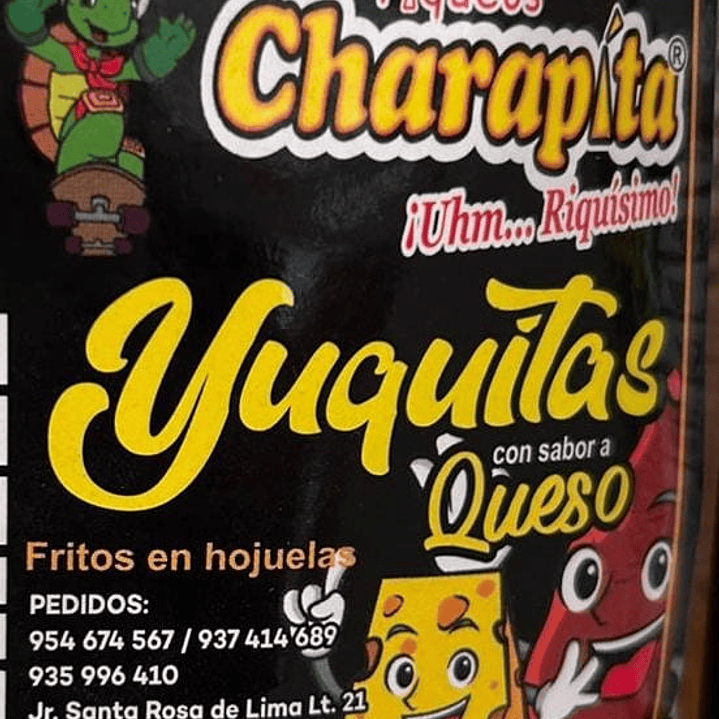 Piqueos
Charapita®
¡Uhm... Riquísimo!
Yuquitas
con sabor a
Queso
Fritos en hojuelas
PEDIDOS:
954 674 567 / 937 414 689
935 996 410
Jr. Santa Rosa de Lima Lt. 21